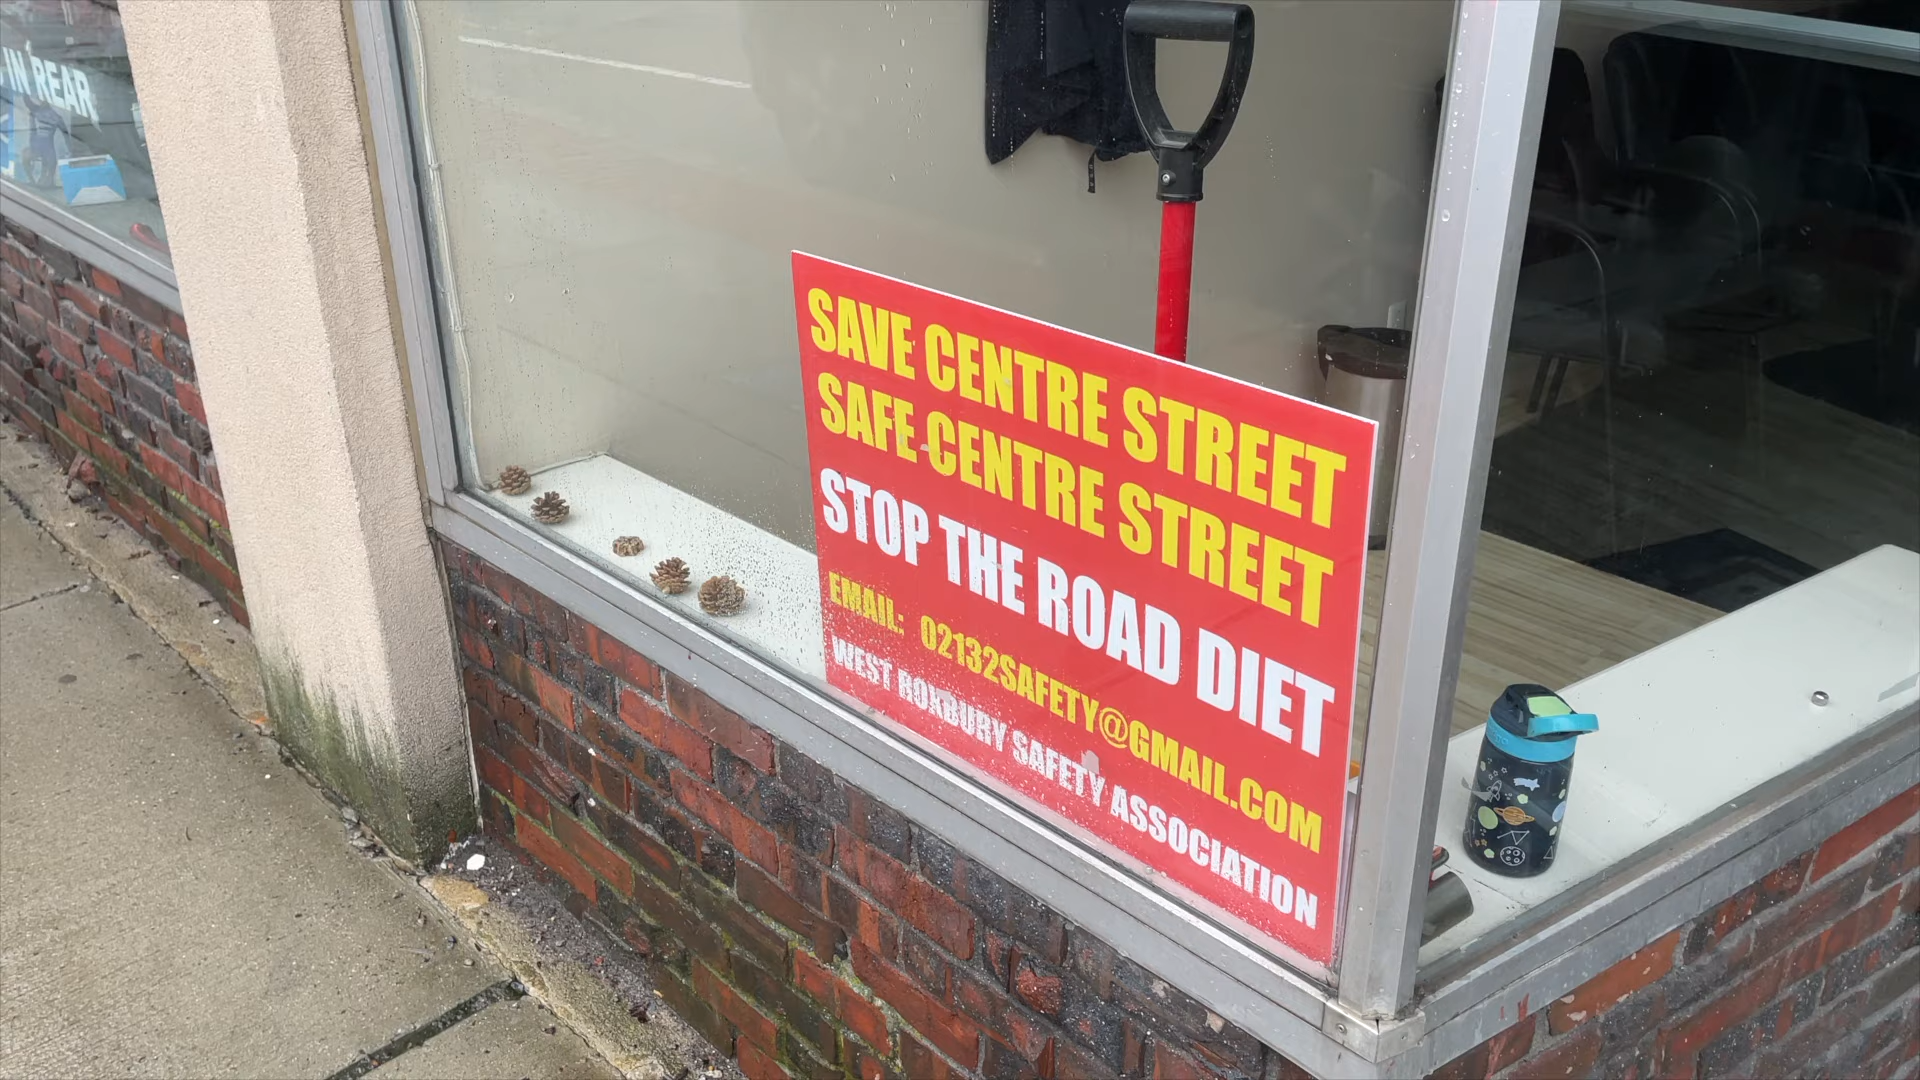 IN REAR
SAVE CENTRE STREET
SAFE CENTRE STREET
STOP THE ROAD DIET
EMAIL: 02132SAFETY@GMAIL.COM
WEST ROXBURY SAFETY ASSOCIATION